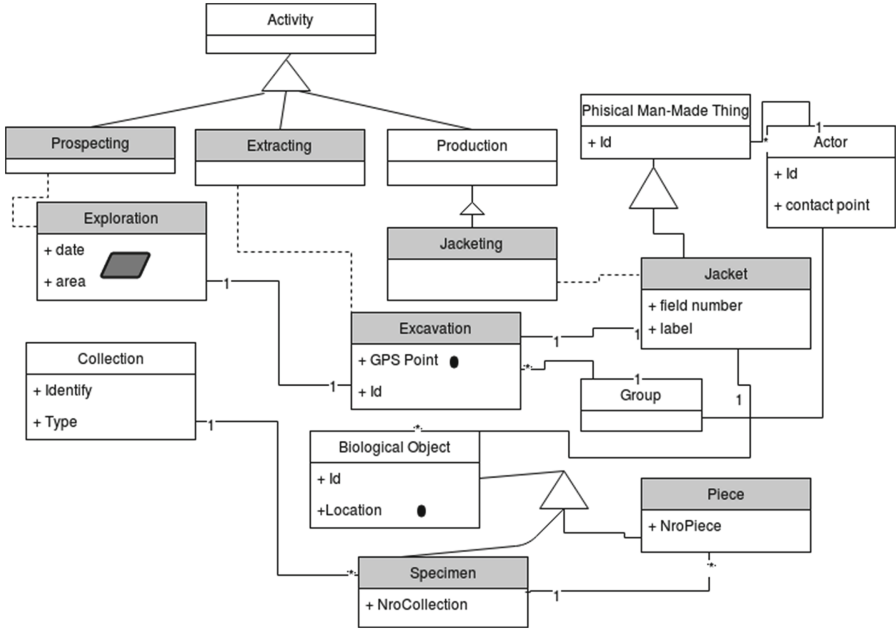 Activity
Phisical Man-Made Thing
+ Id
1
*
Actor
+ Id
+ contact point
Prospecting
Extracting
Production
Exploration
+ date
+ area
1
Jacketing
Jacket
+ field number
+ label
Excavation
+ GPS Point
+ Id
1
1
*
1
1
Group
1
Collection
+ Identify
+ Type
1
*
Biological Object
+ Id
+Location
Piece
+ NroPiece
*
Specimen
+ NroCollection
*
1